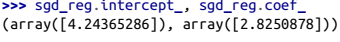 >>> sgd_reg.intercept_, sgd_reg.coef_
(array([4.24365286]), array([2.8250878]))